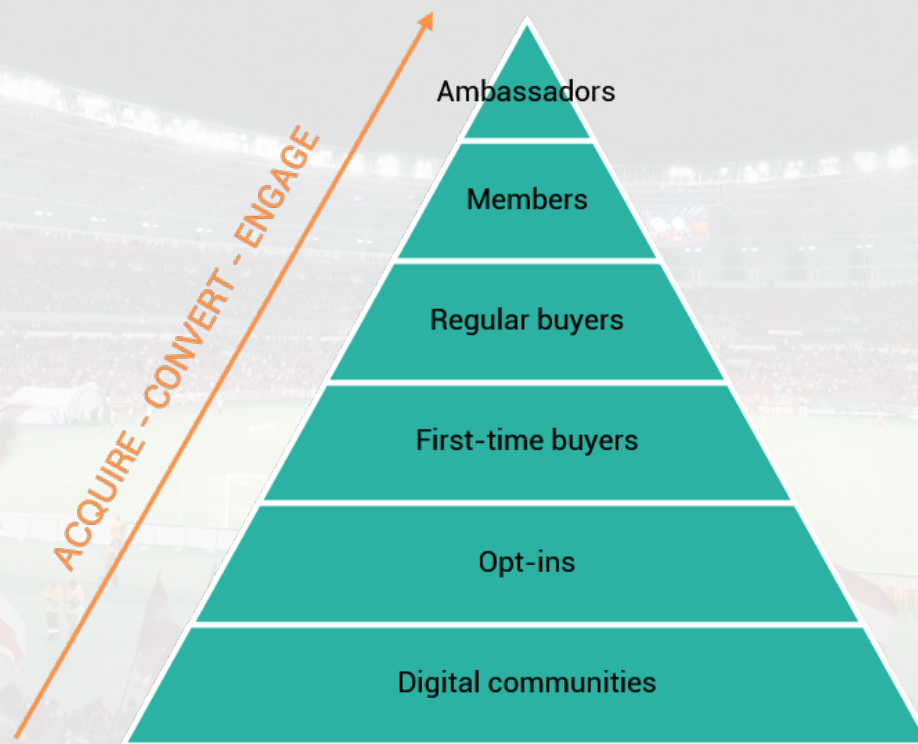 ACQUIRE - CONVERT - ENGAGE
Ambassadors
Members
Regular buyers
First-time buyers
Opt-ins
Digital communities